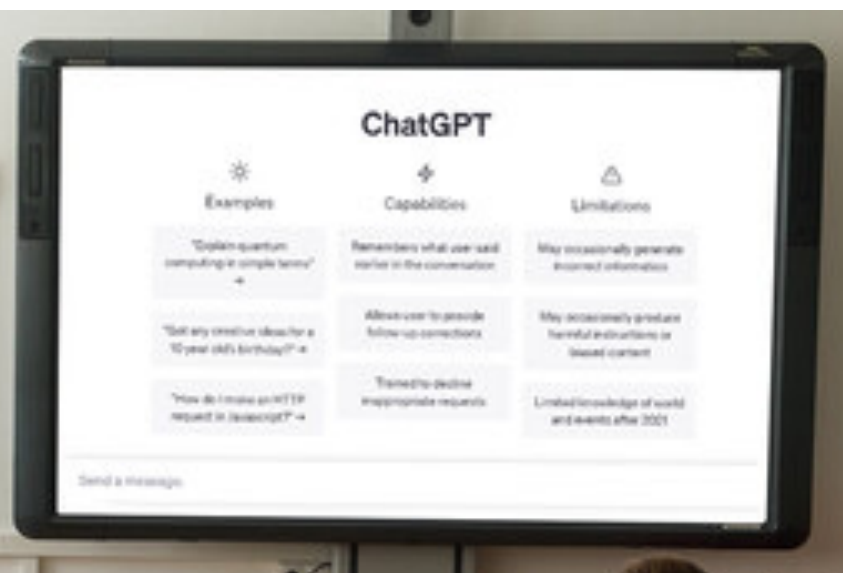 ChatGPT
Examples
"Explain quantum
computing in simple terms"
→
"Got any creative ideas for a
10 year old's birthday?" →
"How do I make an HTTP
request in Javascript?" →
Capabilities
Remembers what user said
earlier in the conversation
Allows user to provide
follow-up corrections
Trained to decline
inappropriate requests
Limitations
May occasionally generate
incorrect information
May occasionally produce
harmful instructions or
biased content
Limited knowledge of world
and events after 2021
Send a message.